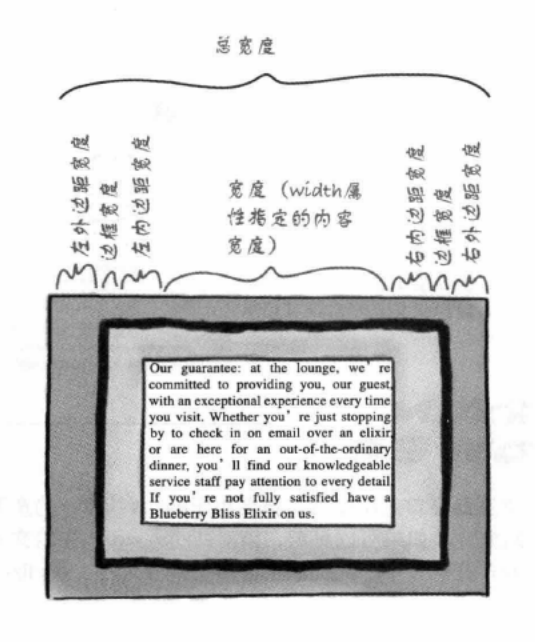 总宽度
左外边距宽度
边框宽度
左内边距宽度
宽度（width属
性指定的内容
宽度）
右内边距宽度
边框宽度
右外边距宽度
Our guarantee: at the lounge, we’re
committed to providing you, our guest,
with an exceptional experience every time
you visit. Whether you’re just stopping
by to check in on email over an elixir,
or are here for an out-of-the-ordinary
dinner, you’ll find our knowledgeable
service staff pay attention to every detail.
If you’re not fully satisfied have a
Blueberry Bliss Elixir on us.